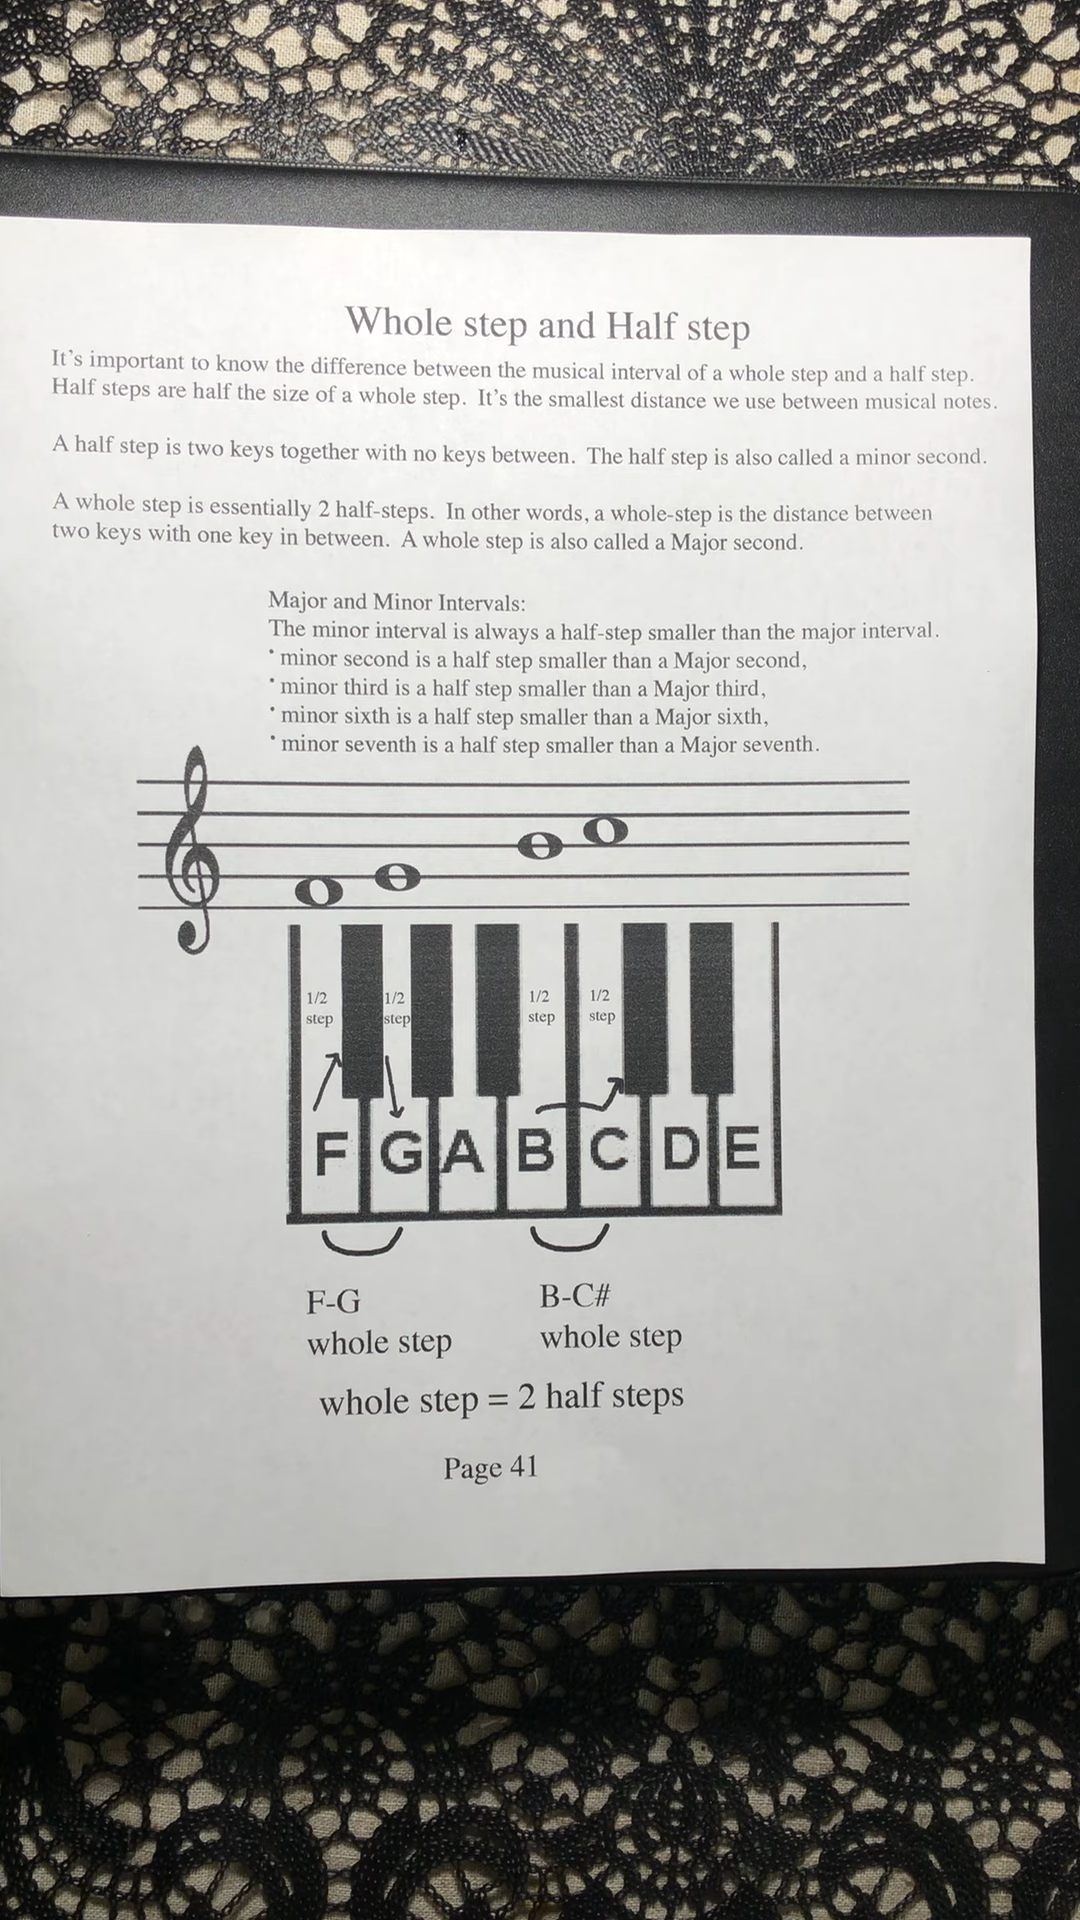 Whole step and Half step
It's important to know the difference between the musical interval of a whole step and a half step.
Half steps are half the size of a whole step. It's the smallest distance we use between musical notes.
A half step is two keys together with no keys between. The half step is also called a minor second.
A whole step is essentially 2 half-steps. In other words, a whole-step is the distance between
two keys with one key in between. A whole step is also called a Major second.
Major and Minor Intervals:
The minor interval is always a half-step smaller than the major interval.
* minor second is a half step smaller than a Major second,
* minor third is a half step smaller than a Major third,
* minor sixth is a half step smaller than a Major sixth,
* minor seventh is a half step smaller than a Major seventh.
1/2 1/2 1/2 1/2
step step step step
F G A B C D E
F-G B-C#
whole step whole step
whole step = 2 half steps
Page 41